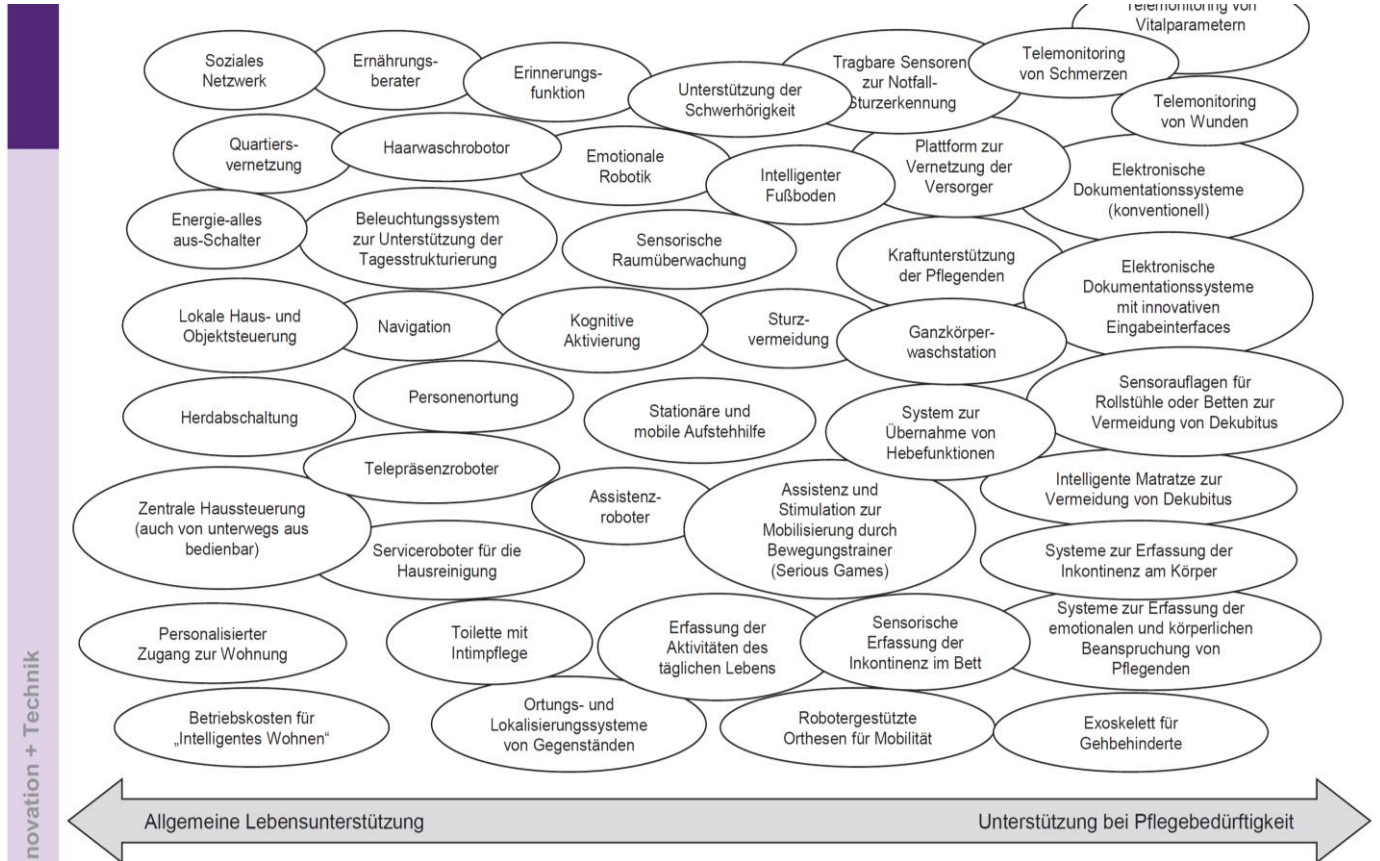 Telemonitoring von
Vitalparametern
Soziales
Netzwerk
Ernährungs-
berater
Erinnerungs-
funktion
Unterstützung der
Schwerhörigkeit
Tragbare Sensoren
zur Notfall-
Sturzerkennung
Telemonitoring
von Schmerzen
Telemonitoring
von Wunden
Quartiers-
vernetzung
Haarwaschrobotor
Emotionale
Robotik
Intelligenter
Fußboden
Plattform zur
Vernetzung der
Versorger
Elektronische
Dokumentationssysteme
(konventionell)
Energie-alles
aus-Schalter
Beleuchtungssystem
zur Unterstützung der
Tagesstrukturierung
Sensorische
Raumüberwachung
Kraftunterstützung
der Pflegenden
Elektronische
Dokumentationssysteme
mit innovativen
Eingabeinterfaces
Lokale Haus- und
Objektsteuerung
Navigation
Kognitive
Aktivierung
Sturz-
vermeidung
Ganzkörper-
waschstation
Herdabschaltung
Personenortung
Stationäre und
mobile Aufstehhilfe
System zur
Übernahme von
Hebefunktionen
Sensorauflagen für
Rollstühle oder Betten zur
Vermeidung von Dekubitus
Telepräsenzroboter
Zentrale Haussteuerung
(auch von unterwegs aus
bedienbar)
Assistenz-
roboter
Assistenz und
Stimulation zur
Mobilisierung durch
Bewegungstrainer
(Serious Games)
Intelligente Matratze zur
Vermeidung von Dekubitus
Serviceroboter für die
Hausreinigung
Systeme zur Erfassung der
Inkontinenz am Körper
Personalisierter
Zugang zur Wohnung
Toilette mit
Intimpflege
Erfassung der
Aktivitäten des
täglichen Lebens
Sensorische
Erfassung der
Inkontinenz im Bett
Systeme zur Erfassung der
emotionalen und körperlichen
Beanspruchung von
Pflegenden
Betriebskosten für
„Intelligentes Wohnen“
Ortungs- und
Lokalisierungssysteme
von Gegenständen
Robotergestützte
Orthesen für Mobilität
Exoskelett für
Gehbehinderte
Allgemeine Lebensunterstützung
Unterstützung bei Pflegebedürftigkeit
novation + Technik